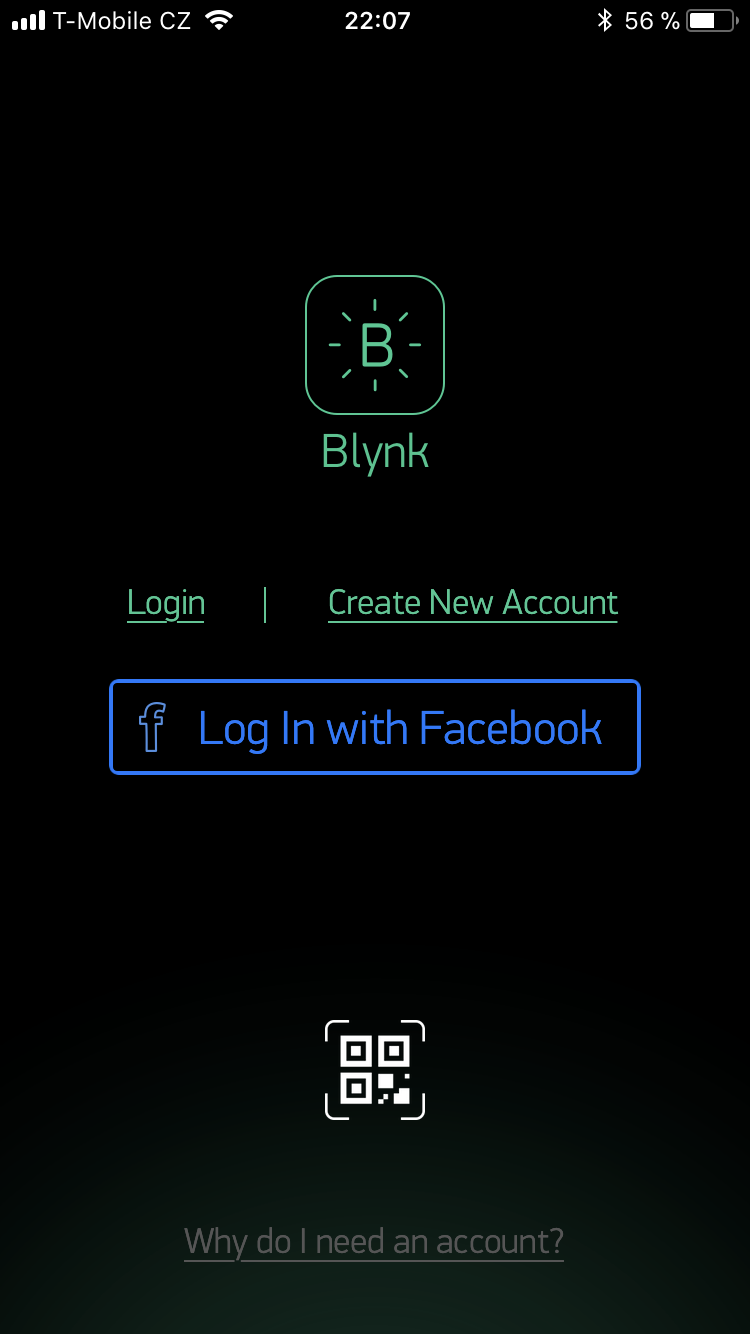 T-Mobile CZ 22:07 56 %
B
Blynk
Login | Create New Account
f Log In with Facebook
Why do I need an account?